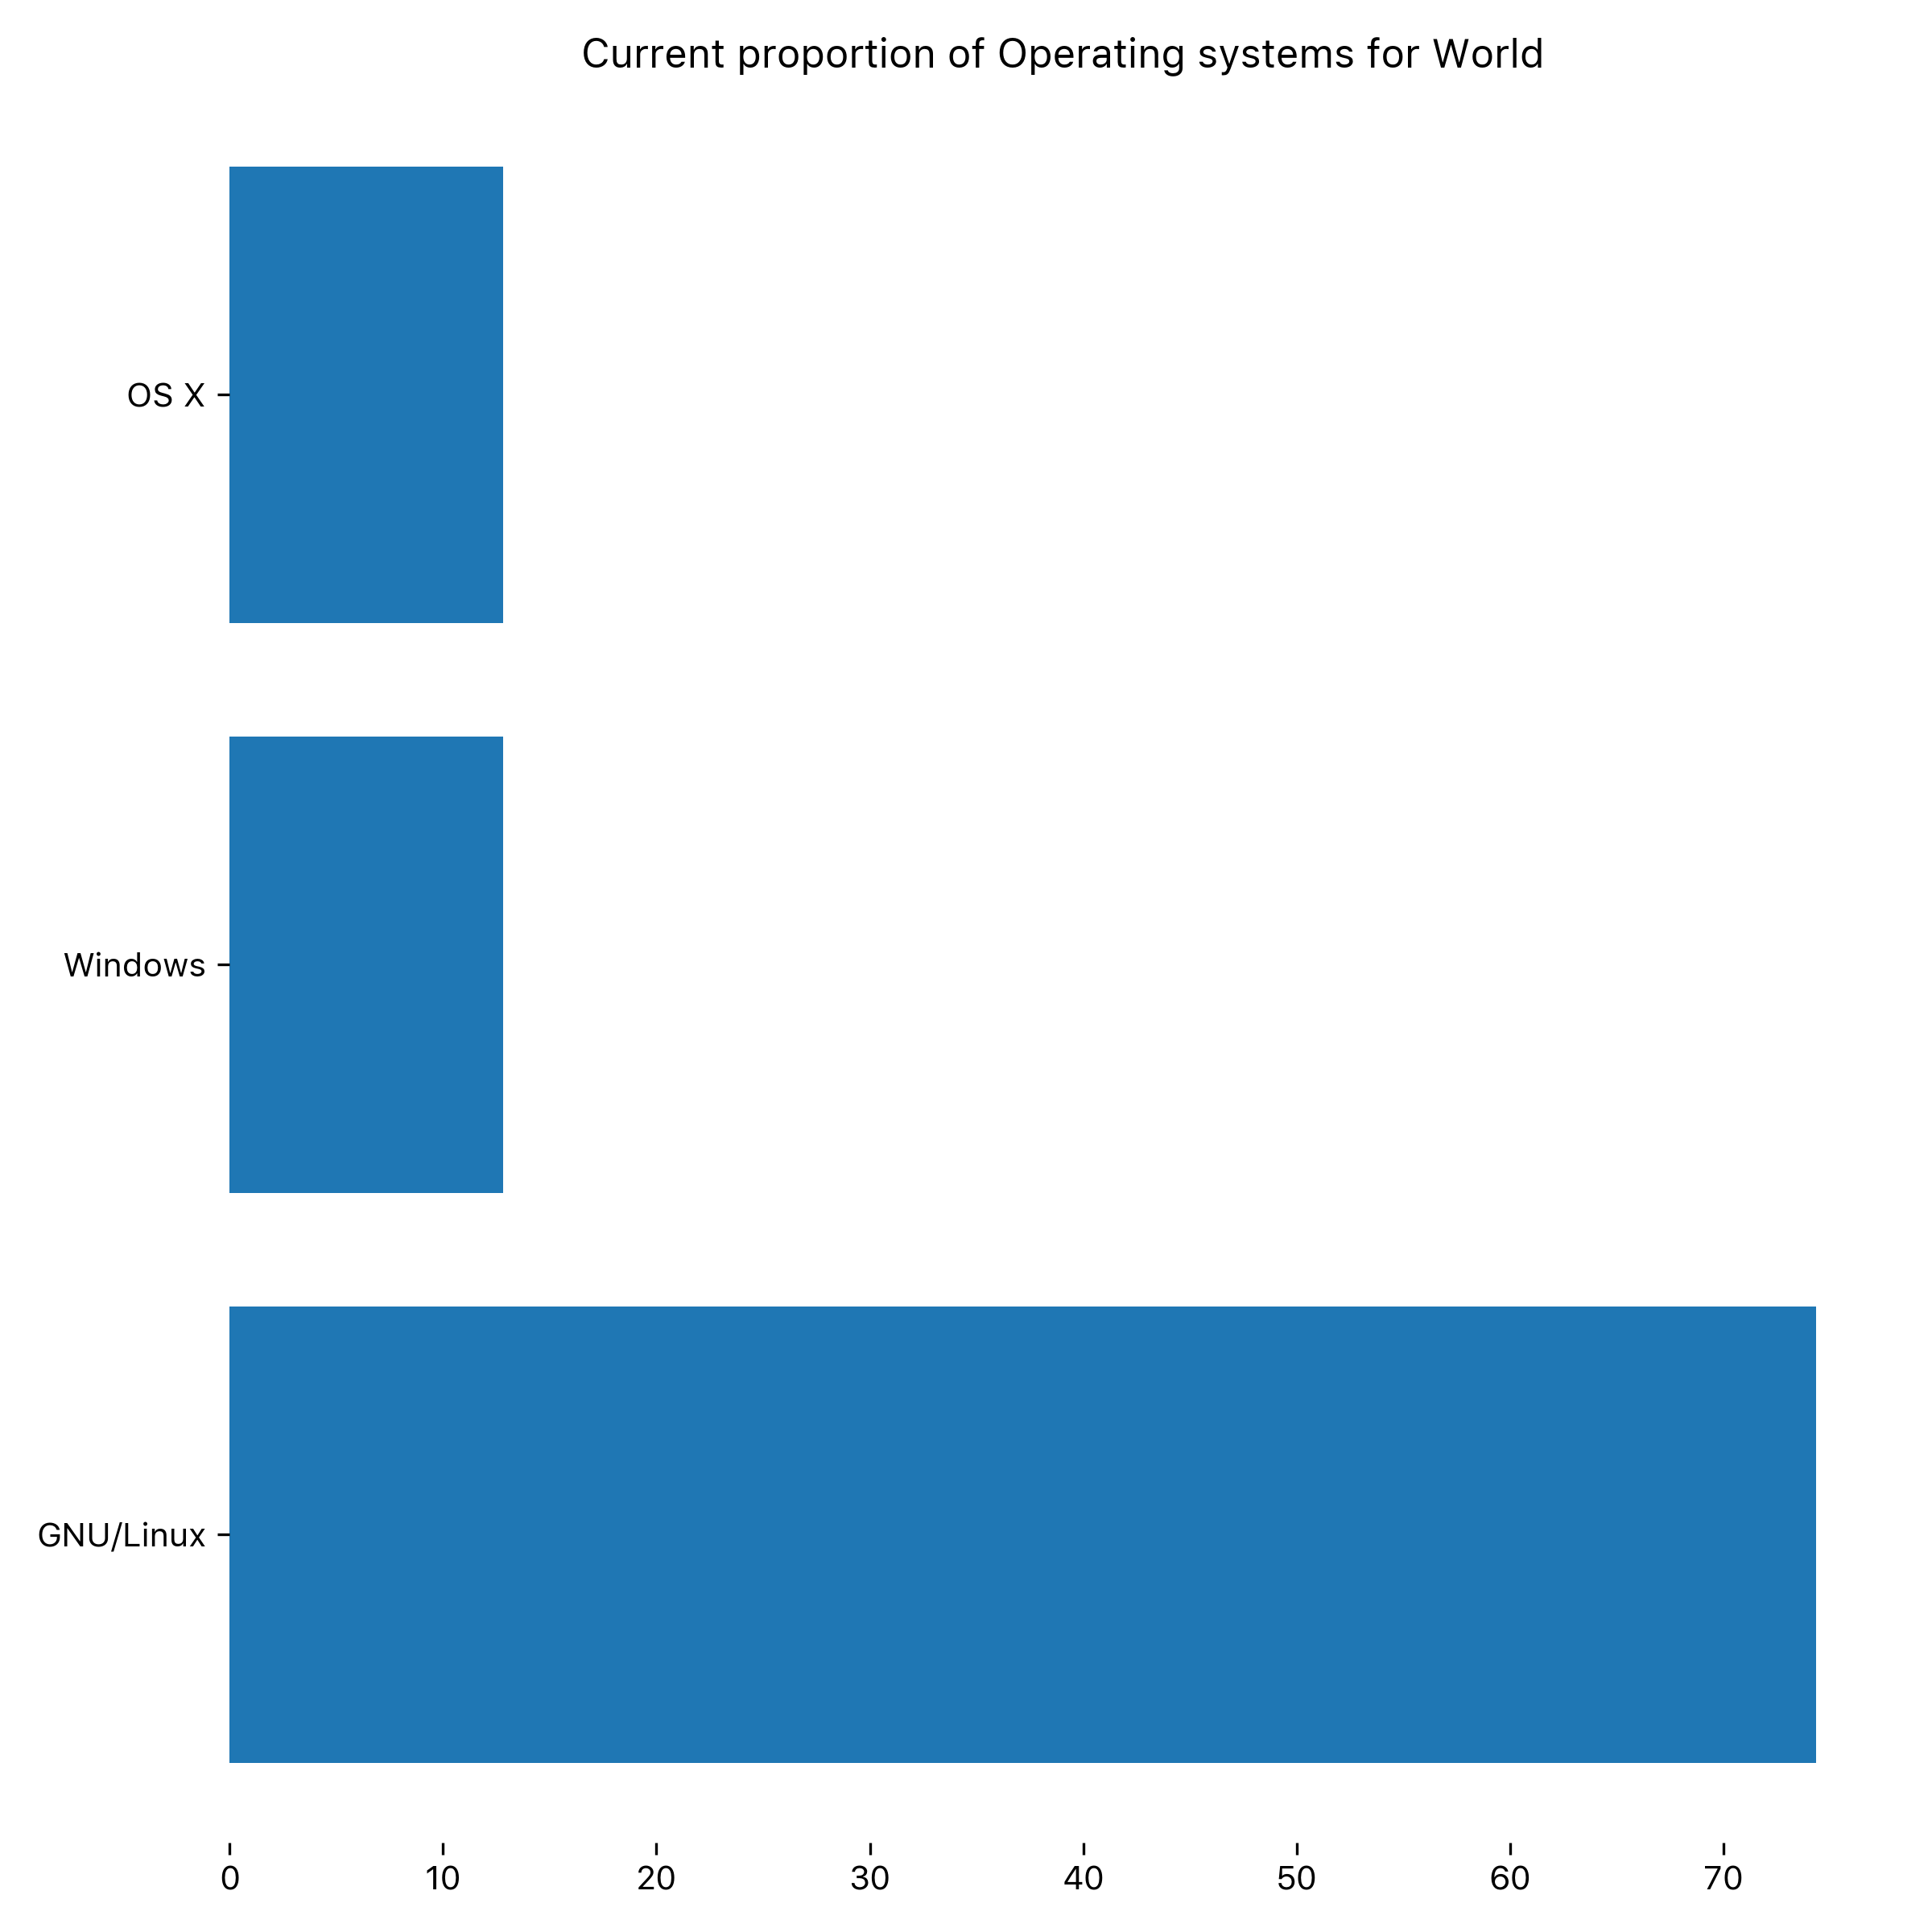 Current proportion of Operating systems for World
OS X
Windows
GNU/Linux
0 10 20 30 40 50 60 70